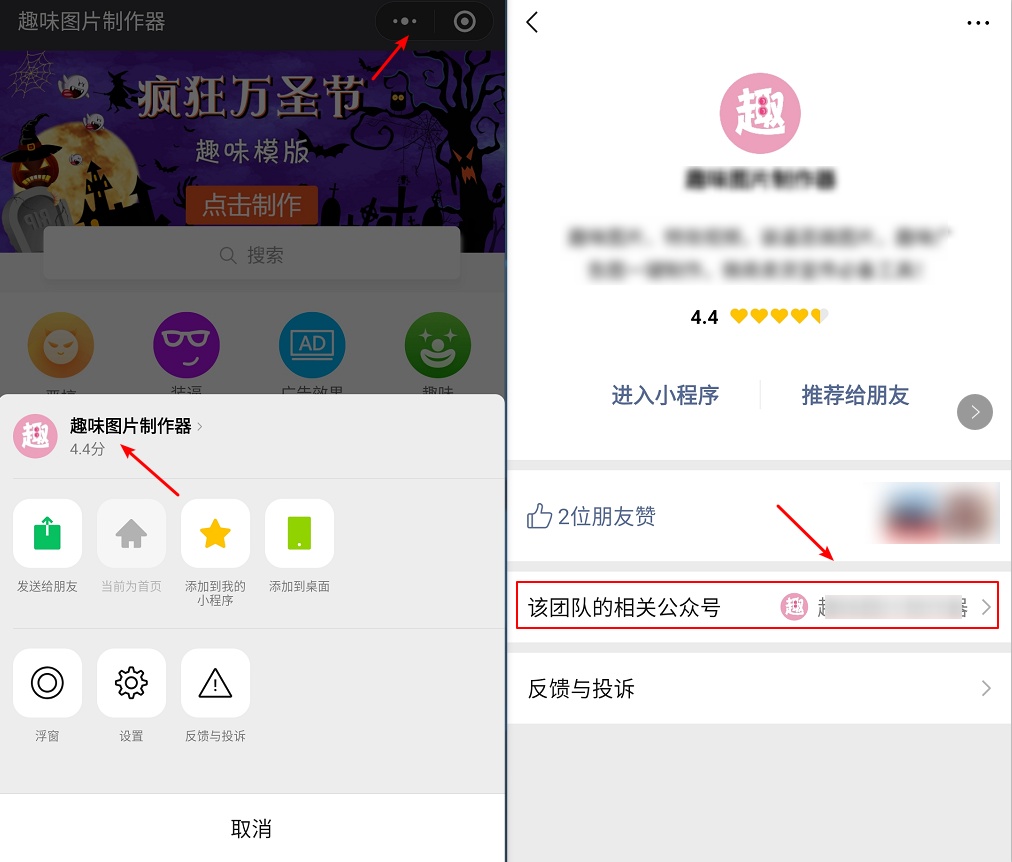 趣味图片制作器
疯狂万圣节
趣味模版
点击制作
RIP
搜索
AD
恶搞
装逼
广告效果
趣味
趣
趣味图片制作器
4.4分
发送给朋友
当前为首页
添加到我的
小程序
添加到桌面
浮窗
设置
反馈与投诉
取消
趣
4.4
进入小程序
推荐给朋友
2位朋友赞
该团队的相关公众号
趣
反馈与投诉